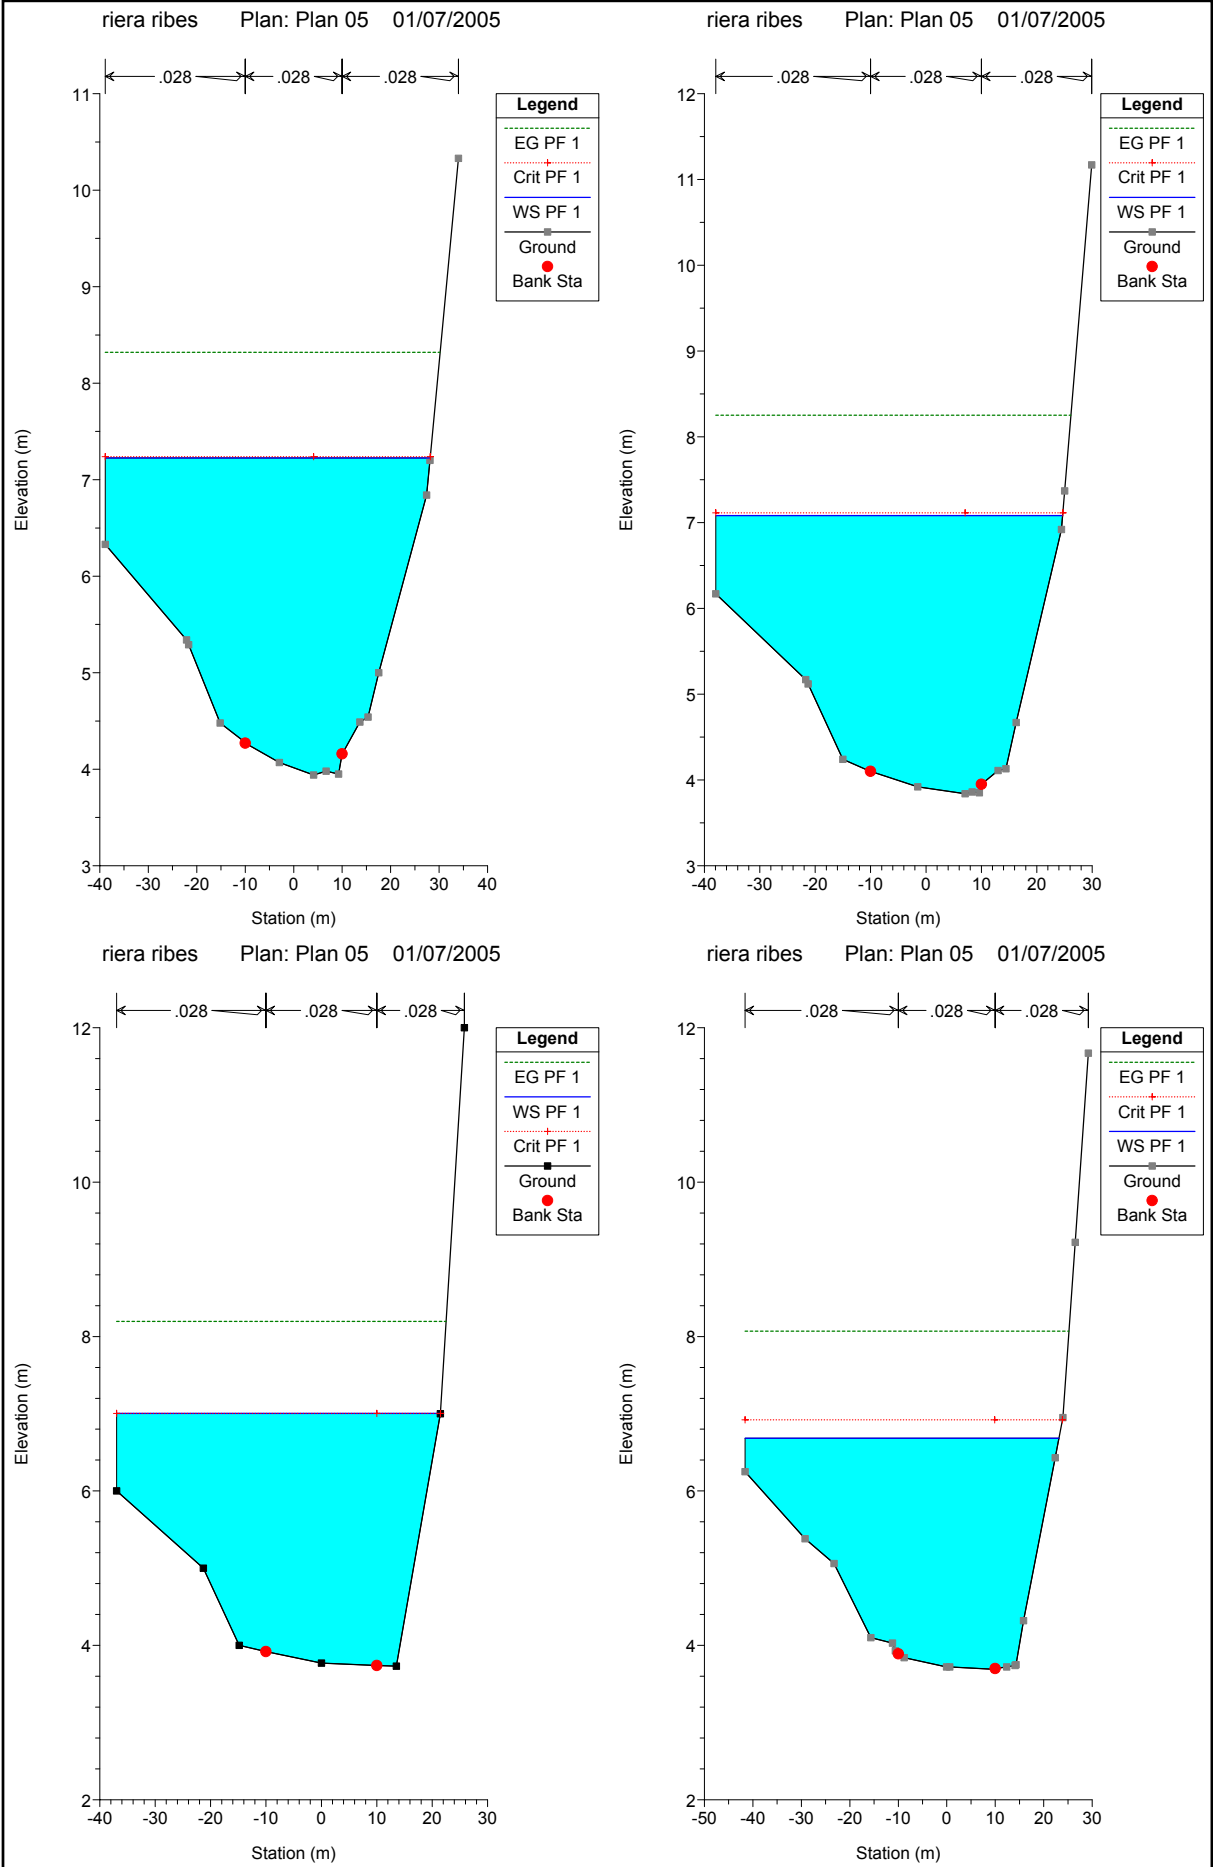 riera ribes Plan: Plan 05 01/07/2005
.028 .028 .028
Legend
EG PF 1
Crit PF 1
WS PF 1
Ground
Bank Sta
11
10
9
8
7
6
5
4
3
Elevation (m)
-40 -30 -20 -10 0 10 20 30 40
Station (m)
riera ribes Plan: Plan 05 01/07/2005
.028 .028 .028
Legend
EG PF 1
Crit PF 1
WS PF 1
Ground
Bank Sta
12
11
10
9
8
7
6
5
4
3
Elevation (m)
-40 -30 -20 -10 0 10 20 30
Station (m)
riera ribes Plan: Plan 05 01/07/2005
.028 .028 .028
Legend
EG PF 1
WS PF 1
Crit PF 1
Ground
Bank Sta
12
10
8
6
4
2
Elevation (m)
-40 -30 -20 -10 0 10 20 30
Station (m)
riera ribes Plan: Plan 05 01/07/2005
.028 .028 .028
Legend
EG PF 1
Crit PF 1
WS PF 1
Ground
Bank Sta
12
10
8
6
4
2
Elevation (m)
-50 -40 -30 -20 -10 0 10 20 30
Station (m)